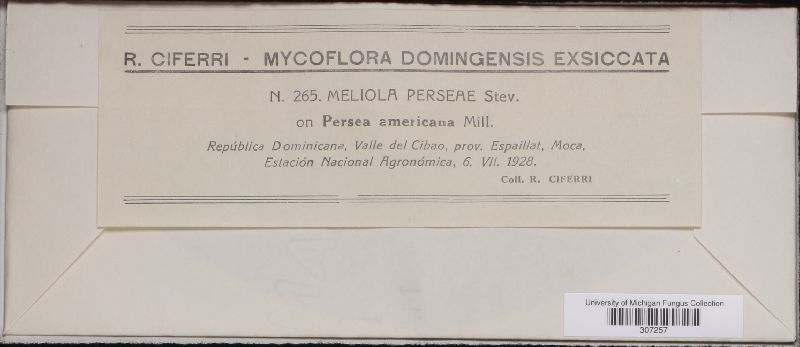 R. CIFERRI - MYCOFLORA DOMINGENSIS EXSICCATA
N. 265. MELIOLA PERSEAE Stev.
on Persea americana Mill.
República Dominicana, Valle del Cibao, prov. Espaillat, Moca,
Estación Nacional Agronómica, 6. VII. 1928.
Coll. R. CIFERRI
University of Michigan Fungus Collection
307257